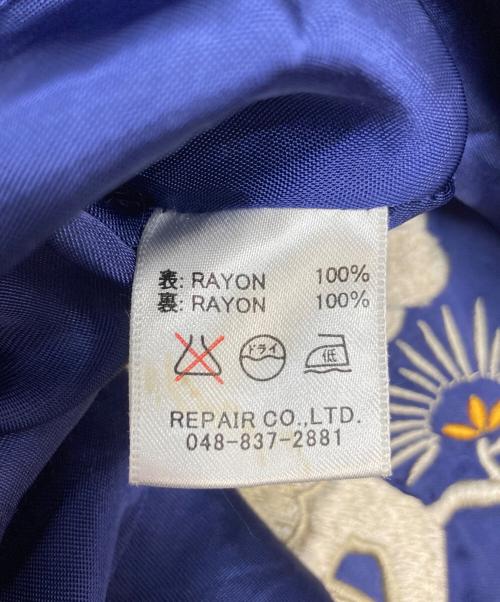 表: RAYON 100%
裏: RAYON 100%
ドライ
低
REPAIR CO.,LTD.
048-837-2881